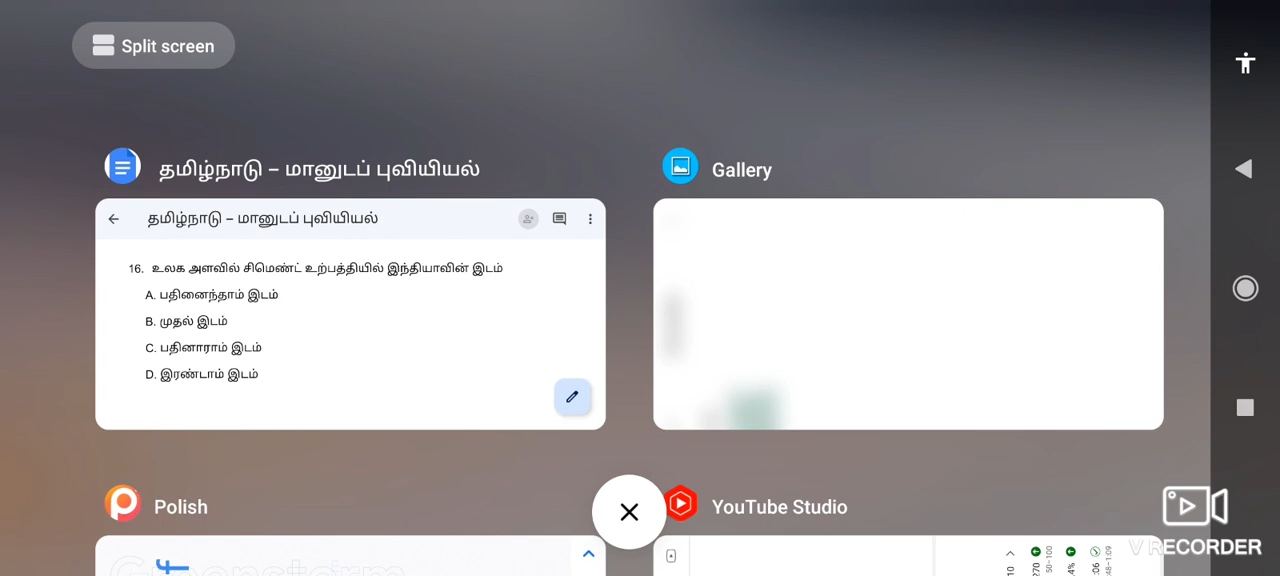 Split screen
தமிழ்நாடு – மானுடப் புவியியல்
Gallery
தமிழ்நாடு – மானுடப் புவியியல்
16. உலக அளவில் சிமெண்ட் உற்பத்தியில் இந்தியாவின் இடம்
A. பதினைந்தாம் இடம்
B. முதல் இடம்
C. பதினாராம் இடம்
D. இரண்டாம் இடம்
Polish
YouTube Studio
V RECORDER